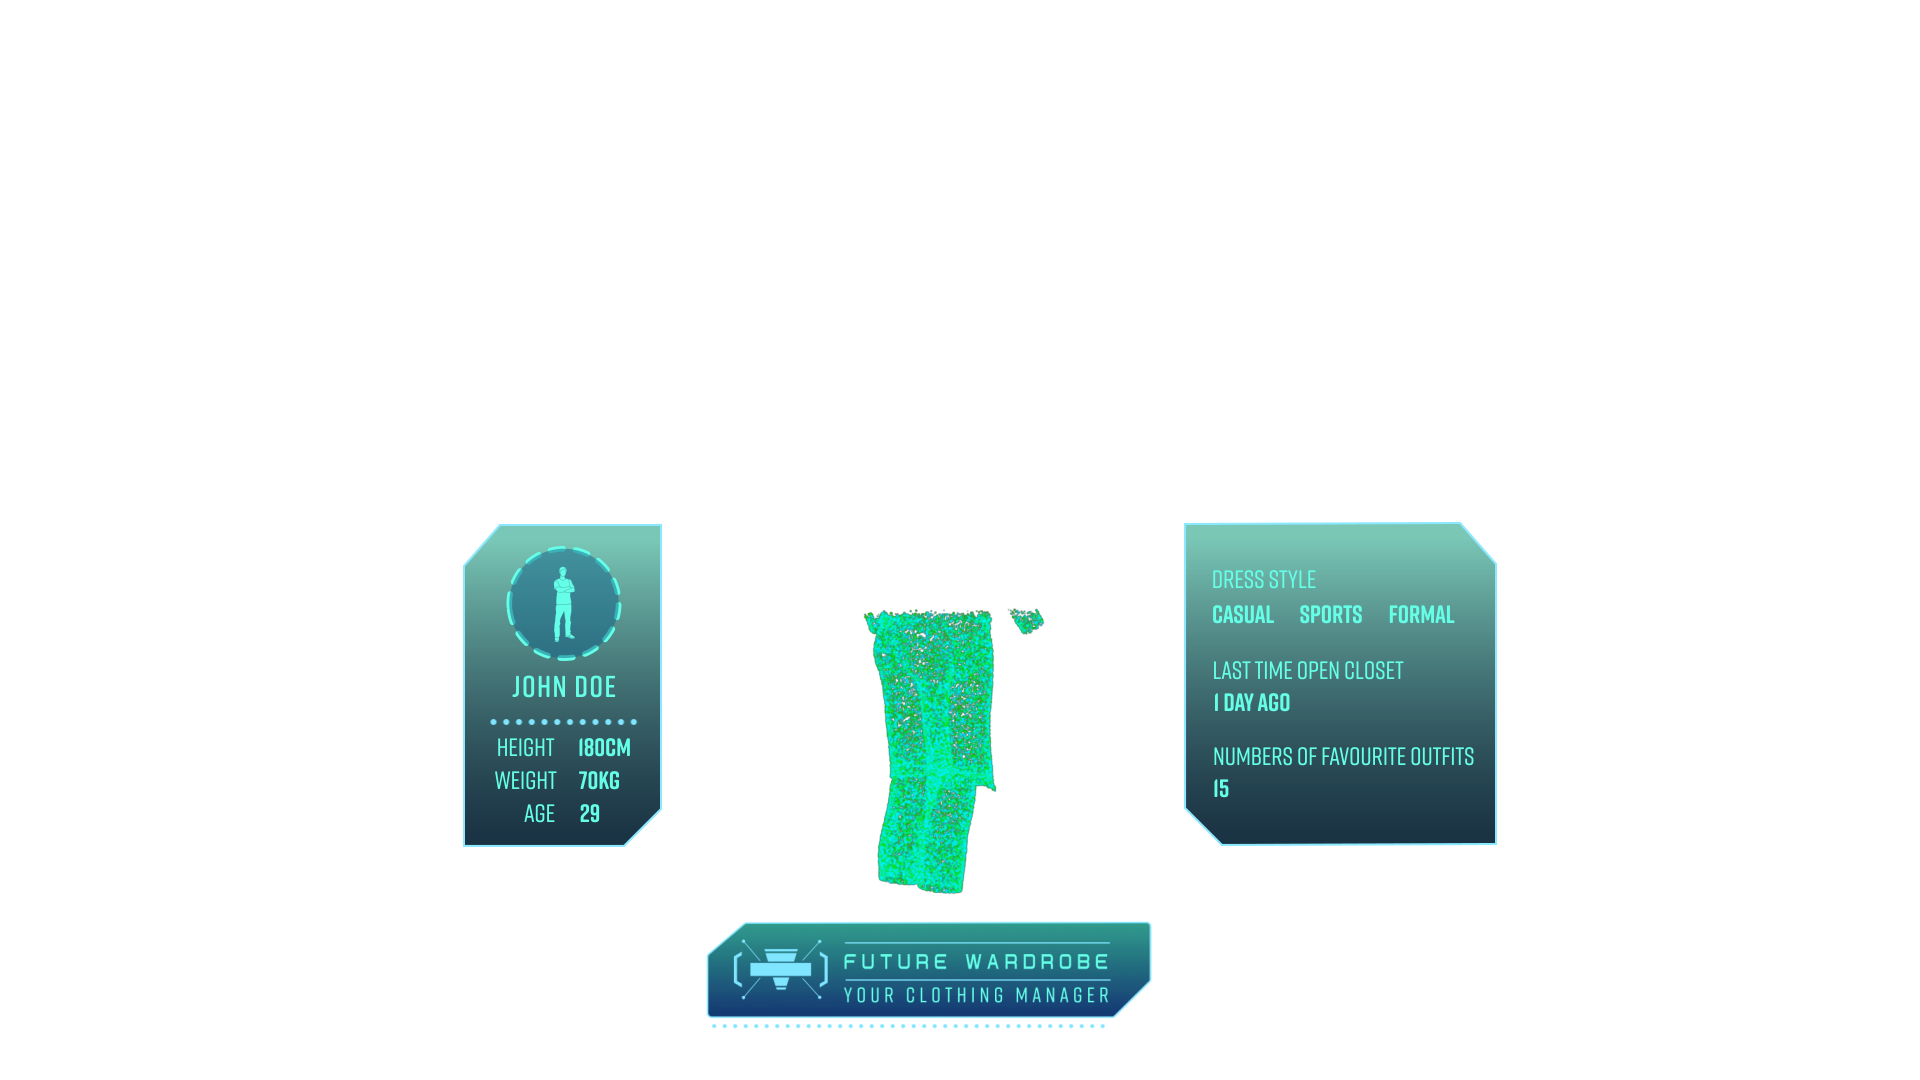 JOHN DOE
HEIGHT 180CM
WEIGHT 70KG
AGE 29
DRESS STYLE
CASUAL SPORTS FORMAL
LAST TIME OPEN CLOSET
1 DAY AGO
NUMBERS OF FAVOURITE OUTFITS
15
FUTURE WARDROBE
YOUR CLOTHING MANAGER